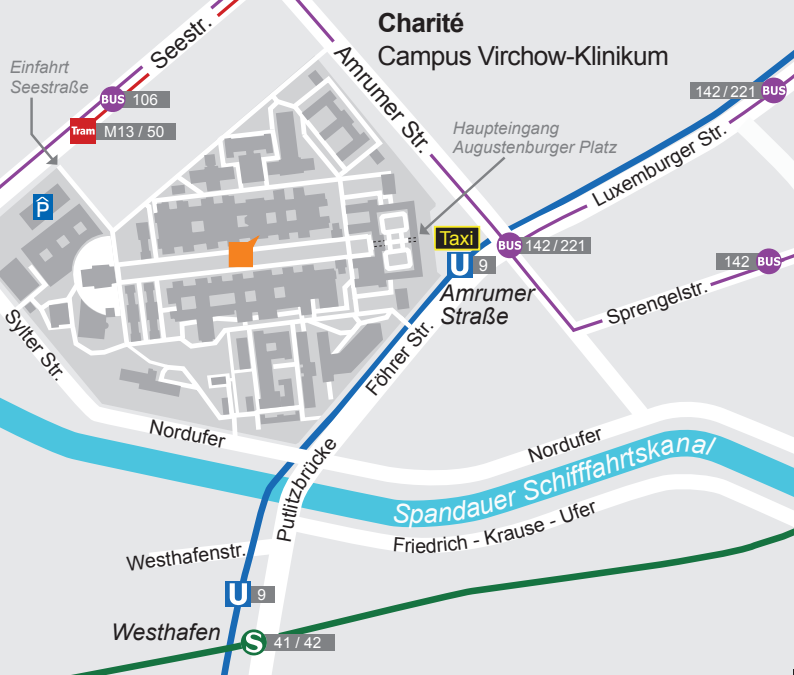 Charité
Campus Virchow-Klinikum
Seestr.
Einfahrt
Seestraße
BUS 106
Tram M13 / 50
P
Amrumer Str.
Haupteingang
Augustenburger Platz
142 / 221 BUS
Luxemburger Str.
Taxi
BUS 142 / 221
U 9
Amrumer
Straße
142 BUS
Sprengelstr.
Sylter Str.
Föhrer Str.
Nordufer
Nordufer
Putlitzbrücke
Spandauer Schifffahrtskanal
Friedrich - Krause - Ufer
Westhafenstr.
U 9
Westhafen
S 41 / 42